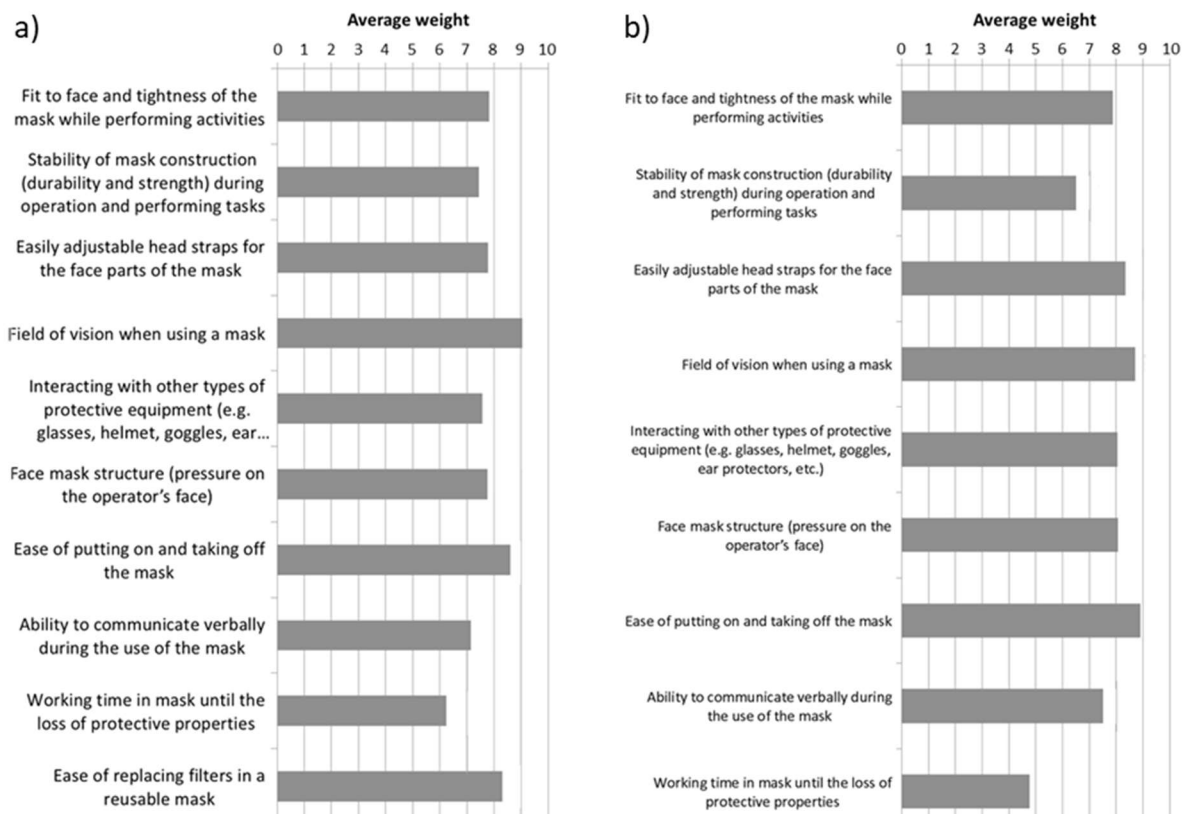 a)
Average weight
0 1 2 3 4 5 6 7 8 9 10
Fit to face and tightness of the
mask while performing activities
Stability of mask construction
(durability and strength) during
operation and performing tasks
Easily adjustable head straps for
the face parts of the mask
Field of vision when using a mask
Interacting with other types of
protective equipment (e.g.
glasses, helmet, goggles, ear...
Face mask structure (pressure on
the operator's face)
Ease of putting on and taking off
the mask
Ability to communicate verbally
during the use of the mask
Working time in mask until the
loss of protective properties
Ease of replacing filters in a
reusable mask
b)
Average weight
0 1 2 3 4 5 6 7 8 9 10
Fit to face and tightness of the mask while
performing activities
Stability of mask construction (durability
and strength) during operation and
performing tasks
Easily adjustable head straps for the face
parts of the mask
Field of vision when using a mask
Interacting with other types of protective
equipment (e.g. glasses, helmet, goggles,
ear protectors, etc.)
Face mask structure (pressure on the
operator's face)
Ease of putting on and taking off the mask
Ability to communicate verbally during
the use of the mask
Working time in mask until the loss of
protective properties